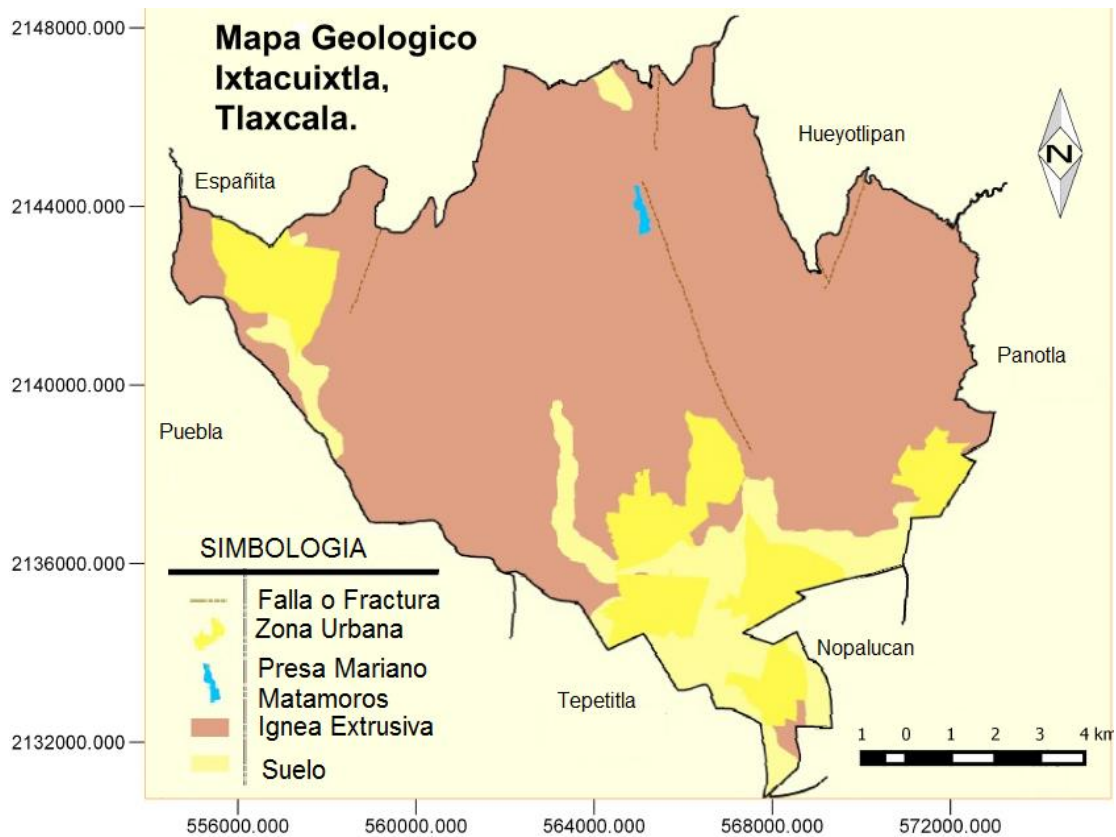 Mapa Geologico
Ixtacuixtla,
Tlaxcala.
2148000.000
2144000.000
2140000.000
2136000.000
2132000.000
Hueyotlipan
Españita
Panotla
Puebla
Nopalucan
Tepetitla
N
SIMBOLOGIA
Falla o Fractura
Zona Urbana
Presa Mariano
Matamoros
Ignea Extrusiva
Suelo
1 0 1 2 3 4 km
556000.000 560000.000 564000.000 568000.000 572000.000